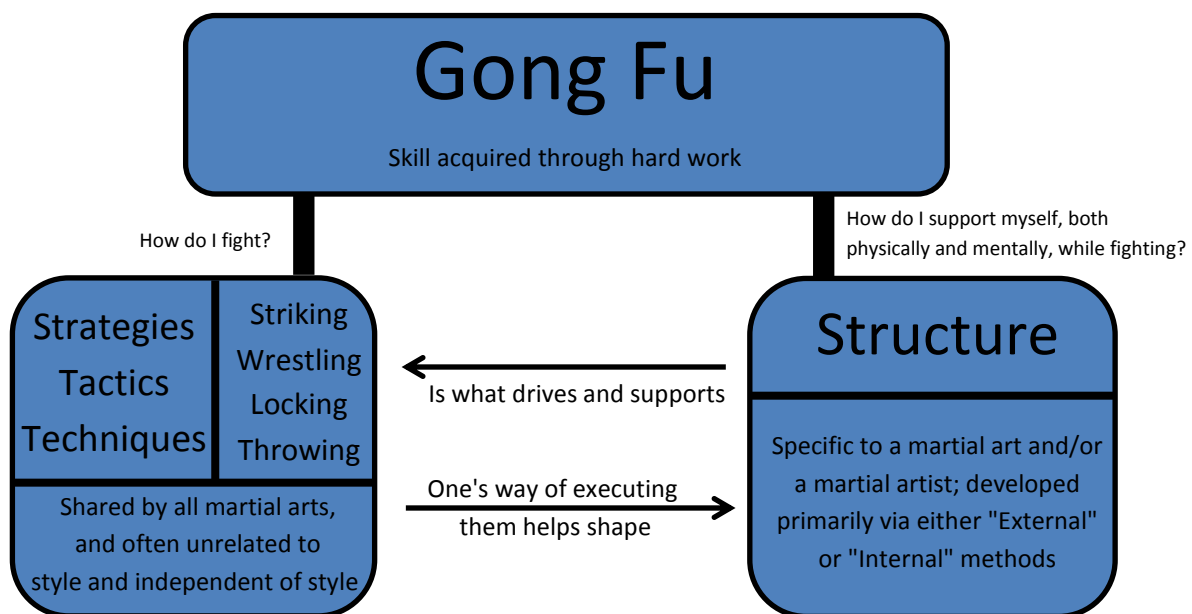 Gong Fu
Skill acquired through hard work
How do I fight?
How do I support myself, both
physically and mentally, while fighting?
Strategies
Tactics
Techniques
Striking
Wrestling
Locking
Throwing
Shared by all martial arts,
and often unrelated to
style and independent of style
Is what drives and supports
One's way of executing
them helps shape
Structure
Specific to a martial art and/or
a martial artist; developed
primarily via either "External"
or "Internal" methods